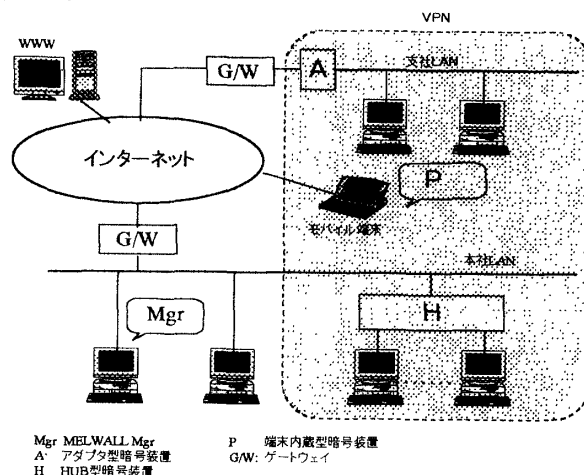 VPN
WWW
G/W
A
支社LAN
インターネット
P
モバイル端末
G/W
本社LAN
Mgr
H
Mgr MELWALL Mgr
A: アダプタ型暗号装置
H HUB型暗号装置
P 端末内蔵型暗号装置
G/W: ゲートウェイ